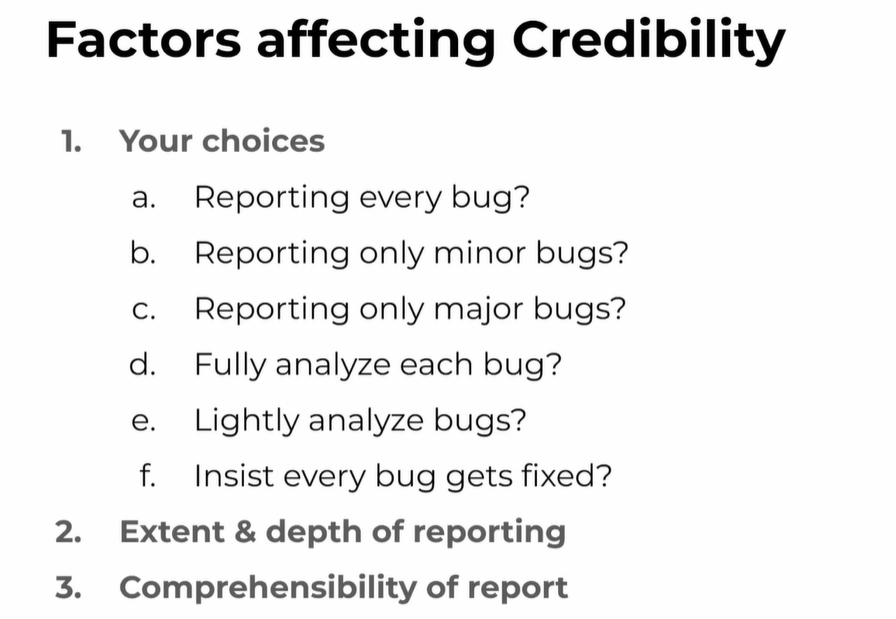 Factors affecting Credibility
1. Your choices
a. Reporting every bug?
b. Reporting only minor bugs?
c. Reporting only major bugs?
d. Fully analyze each bug?
e. Lightly analyze bugs?
f. Insist every bug gets fixed?
2. Extent & depth of reporting
3. Comprehensibility of report